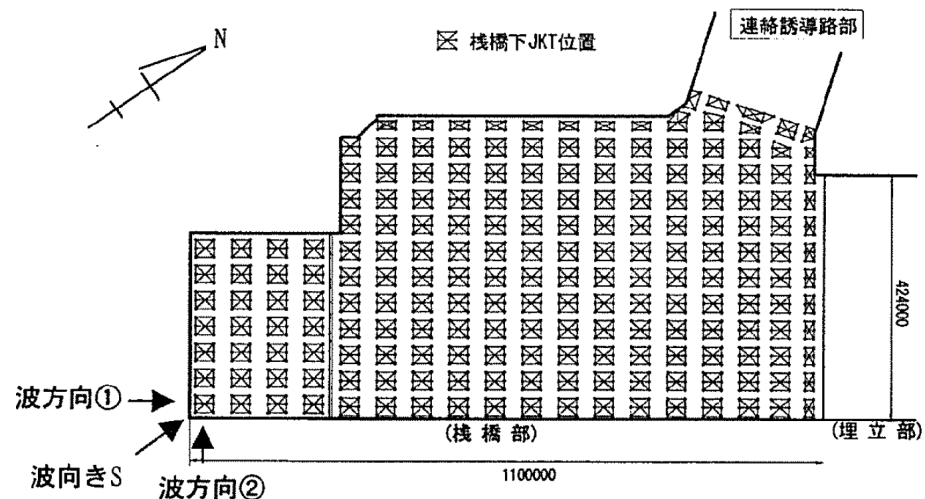 N
桟橋下JKT位置
連絡誘導路部
424000
波方向①
(桟橋部)
(埋立部)
波向きS
波方向②
1100000